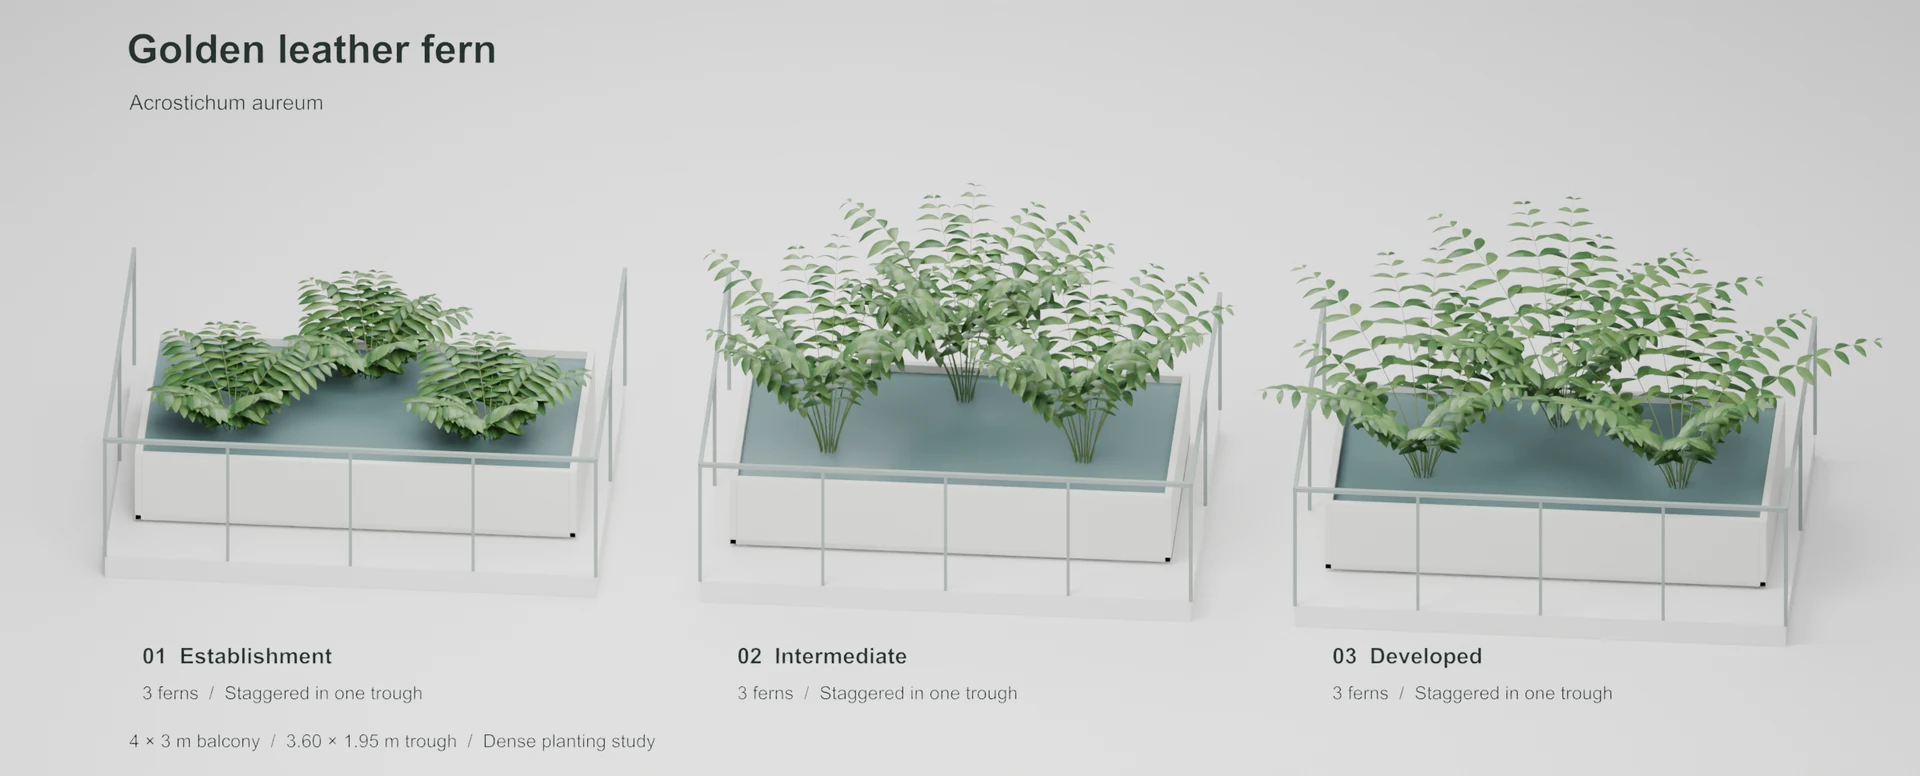 Golden leather fern
Acrostichum aureum
01 Establishment
3 ferns / Staggered in one trough
02 Intermediate
3 ferns / Staggered in one trough
03 Developed
3 ferns / Staggered in one trough
4 × 3 m balcony / 3.60 × 1.95 m trough / Dense planting study